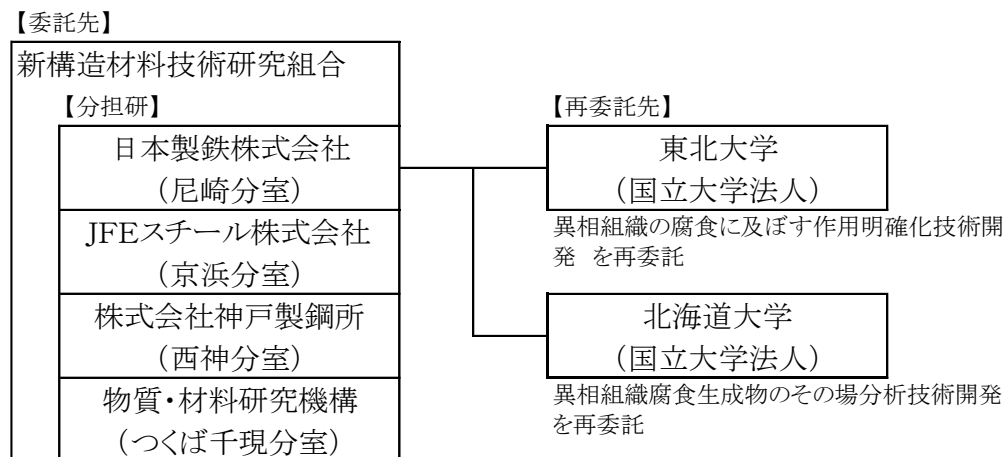 【委託先】
新構造材料技術研究組合
【分担研】
日本製鉄株式会社
（尼崎分室）
JFEスチール株式会社
（京浜分室）
株式会社神戸製鋼所
（西神分室）
物質・材料研究機構
（つくば千現分室）
【再委託先】
東北大学
（国立大学法人）
異相組織の腐食に及ぼす作用明確化技術開
発 を再委託
北海道大学
（国立大学法人）
異相組織腐食生成物のその場分析技術開発
を再委託